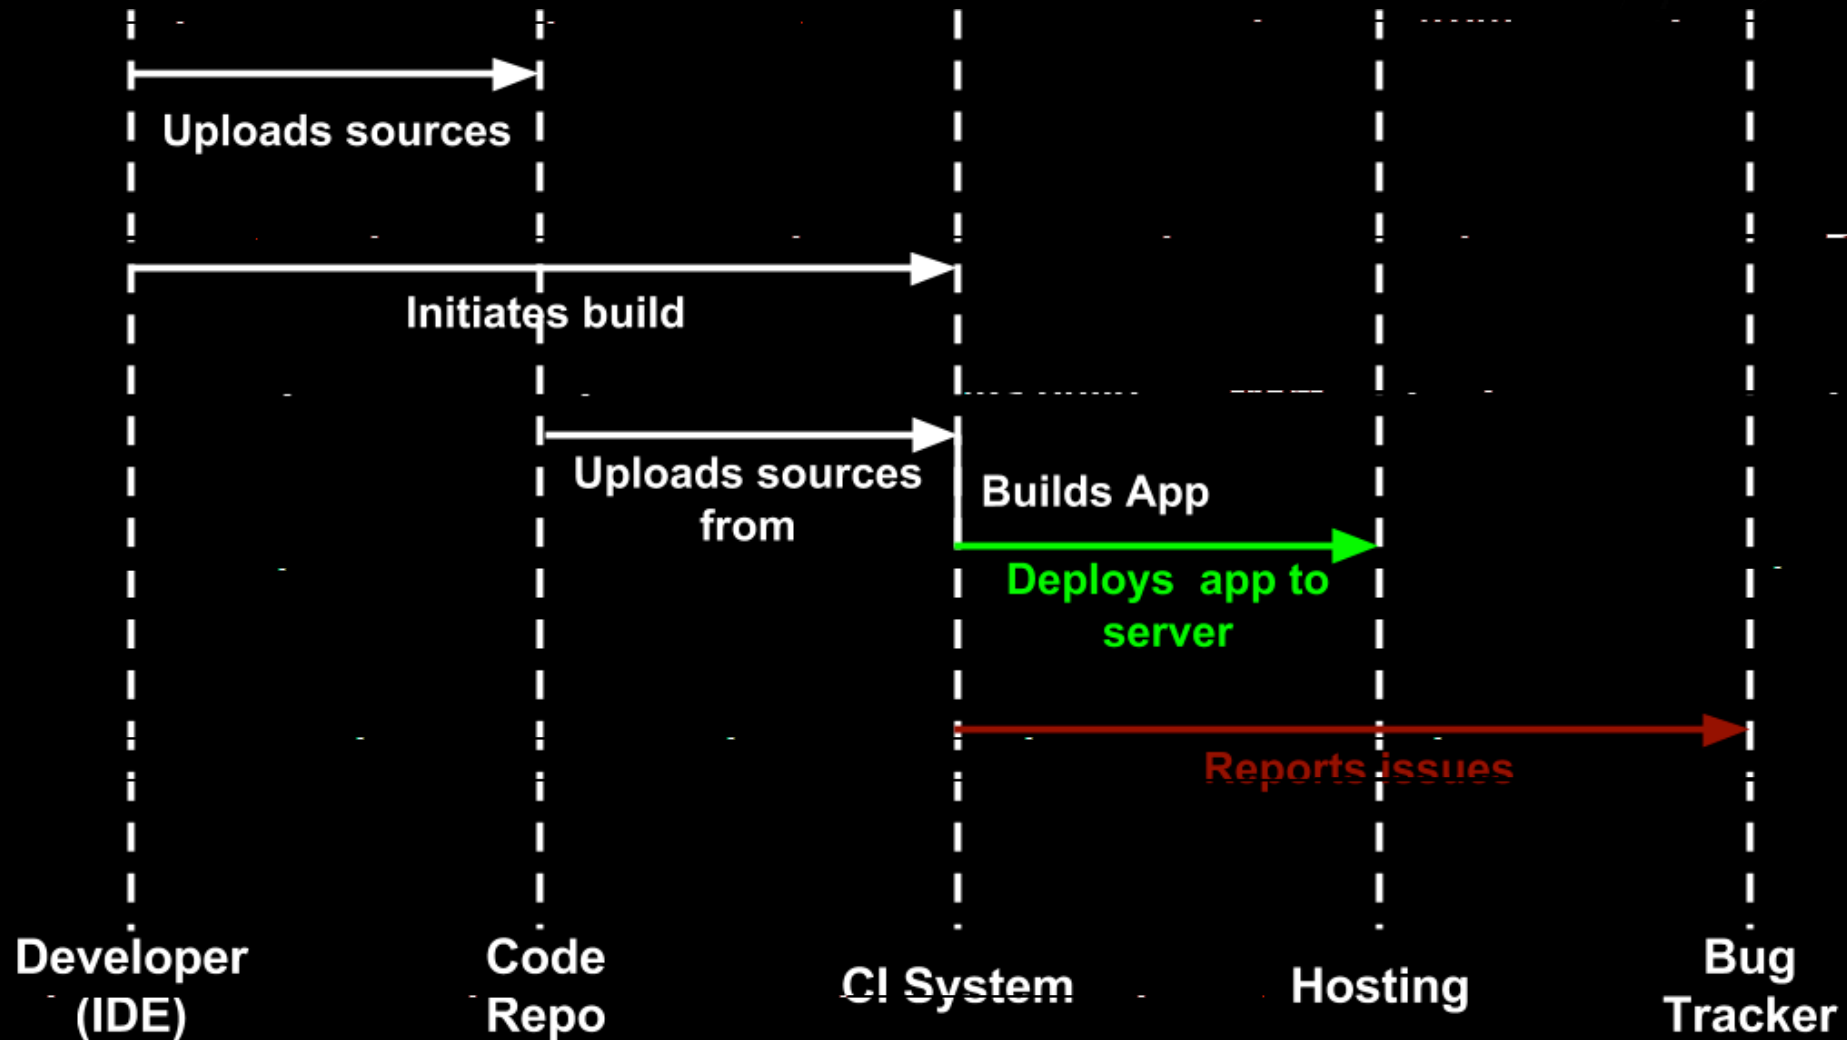 Uploads sources
Initiates build
Uploads sources
from
Builds App
Deploys  app to
server
Reports issues
Developer
(IDE)
Code
Repo
CI System
Hosting
Bug
Tracker